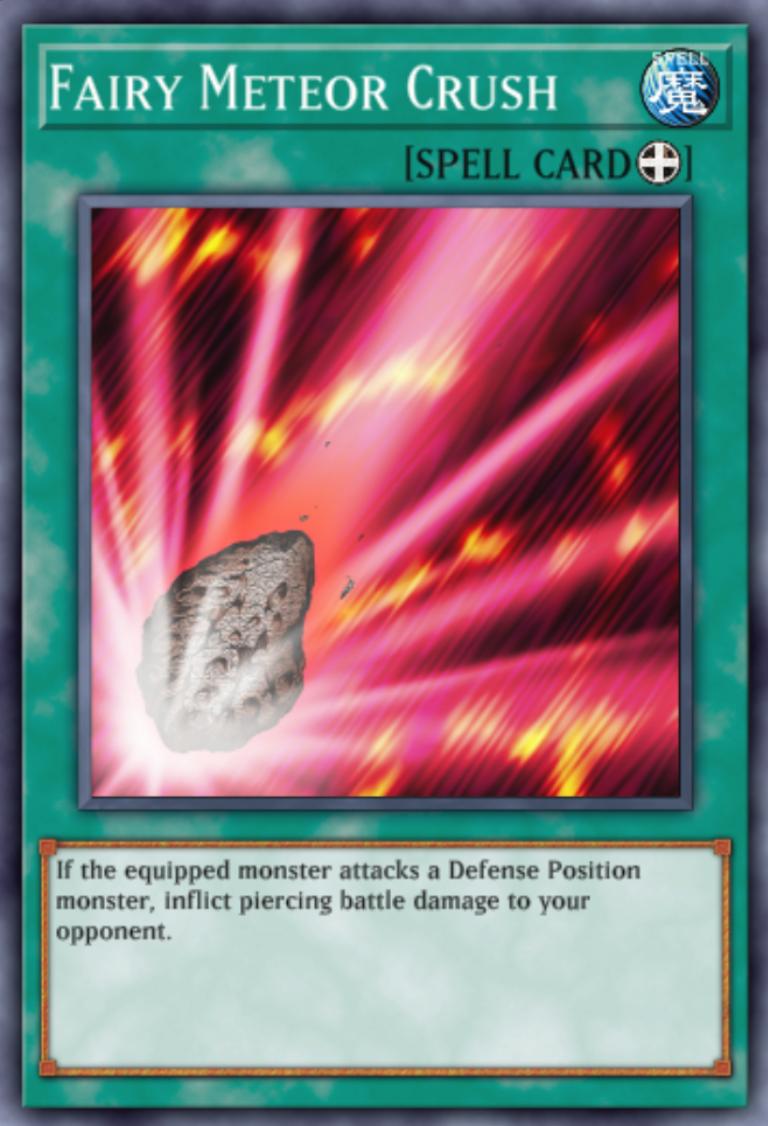 FAIRY METEOR CRUSH
SPELL
魔
[SPELL CARD]
If the equipped monster attacks a Defense Position
monster, inflict piercing battle damage to your
opponent.